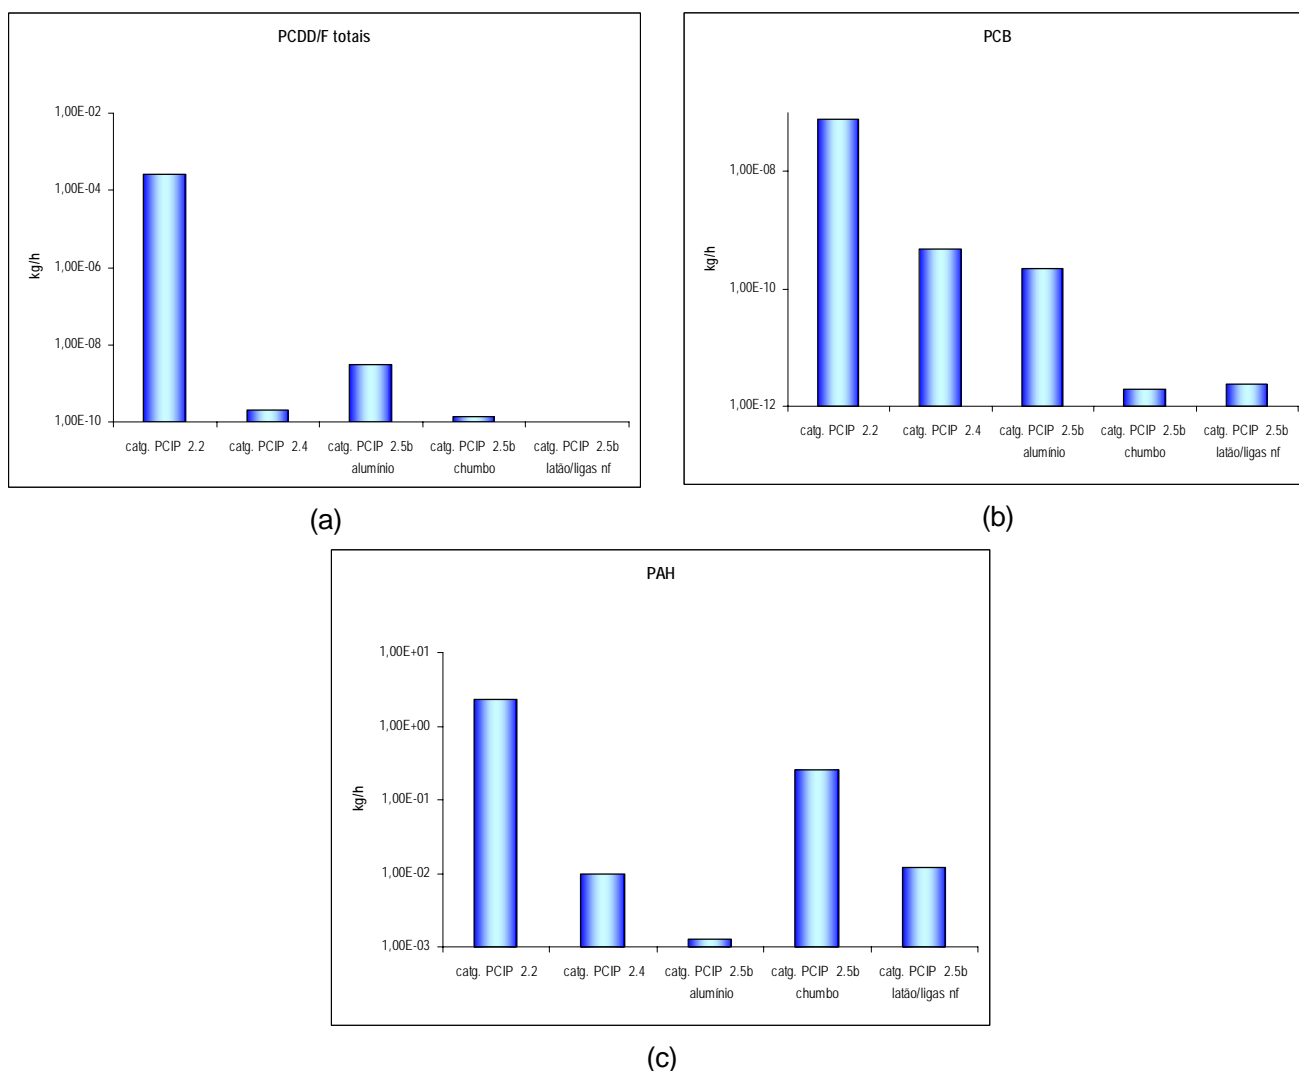 PCDD/F totais
1,00E-02
1,00E-04
1,00E-06
1,00E-08
1,00E-10
kg/h
catg. PCIP 2.2 catg. PCIP 2.4 catg. PCIP 2.5b catg. PCIP 2.5b catg. PCIP 2.5b
alumínio chumbo latão/ligas nf
(a)
PCB
1,00E-08
1,00E-10
1,00E-12
kg/h
catg. PCIP 2.2 catg. PCIP 2.4 catg. PCIP 2.5b catg. PCIP 2.5b catg. PCIP 2.5b
alumínio chumbo latão/ligas nf
(b)
PAH
1,00E+01
1,00E+00
1,00E-01
1,00E-02
1,00E-03
kg/h
catg. PCIP 2.2 catg. PCIP 2.4 catg. PCIP 2.5b catg. PCIP 2.5b catg. PCIP 2.5b
alumínio chumbo latão/ligas nf
(c)